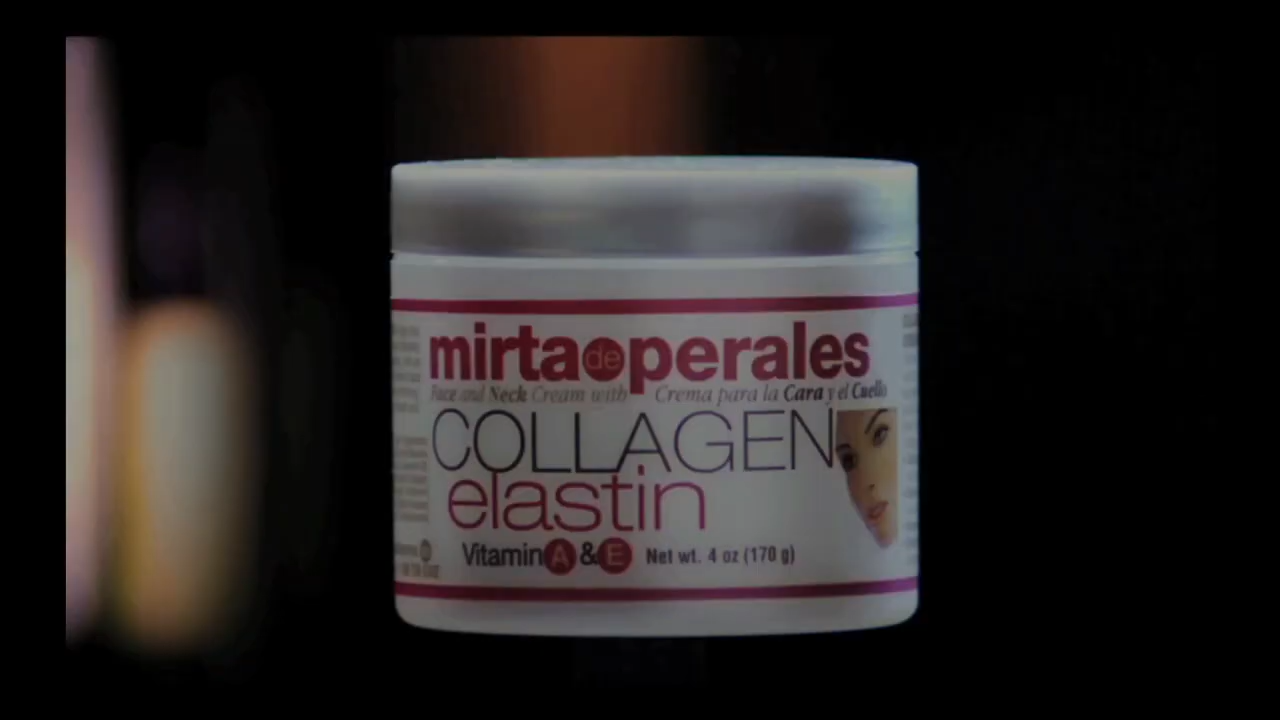 mirta de perales
Face and Neck Cream with Crema para la Cara y el Cuello
COLLAGEN
elastin
Vitamin A & E Net wt. 4 oz (170 g)